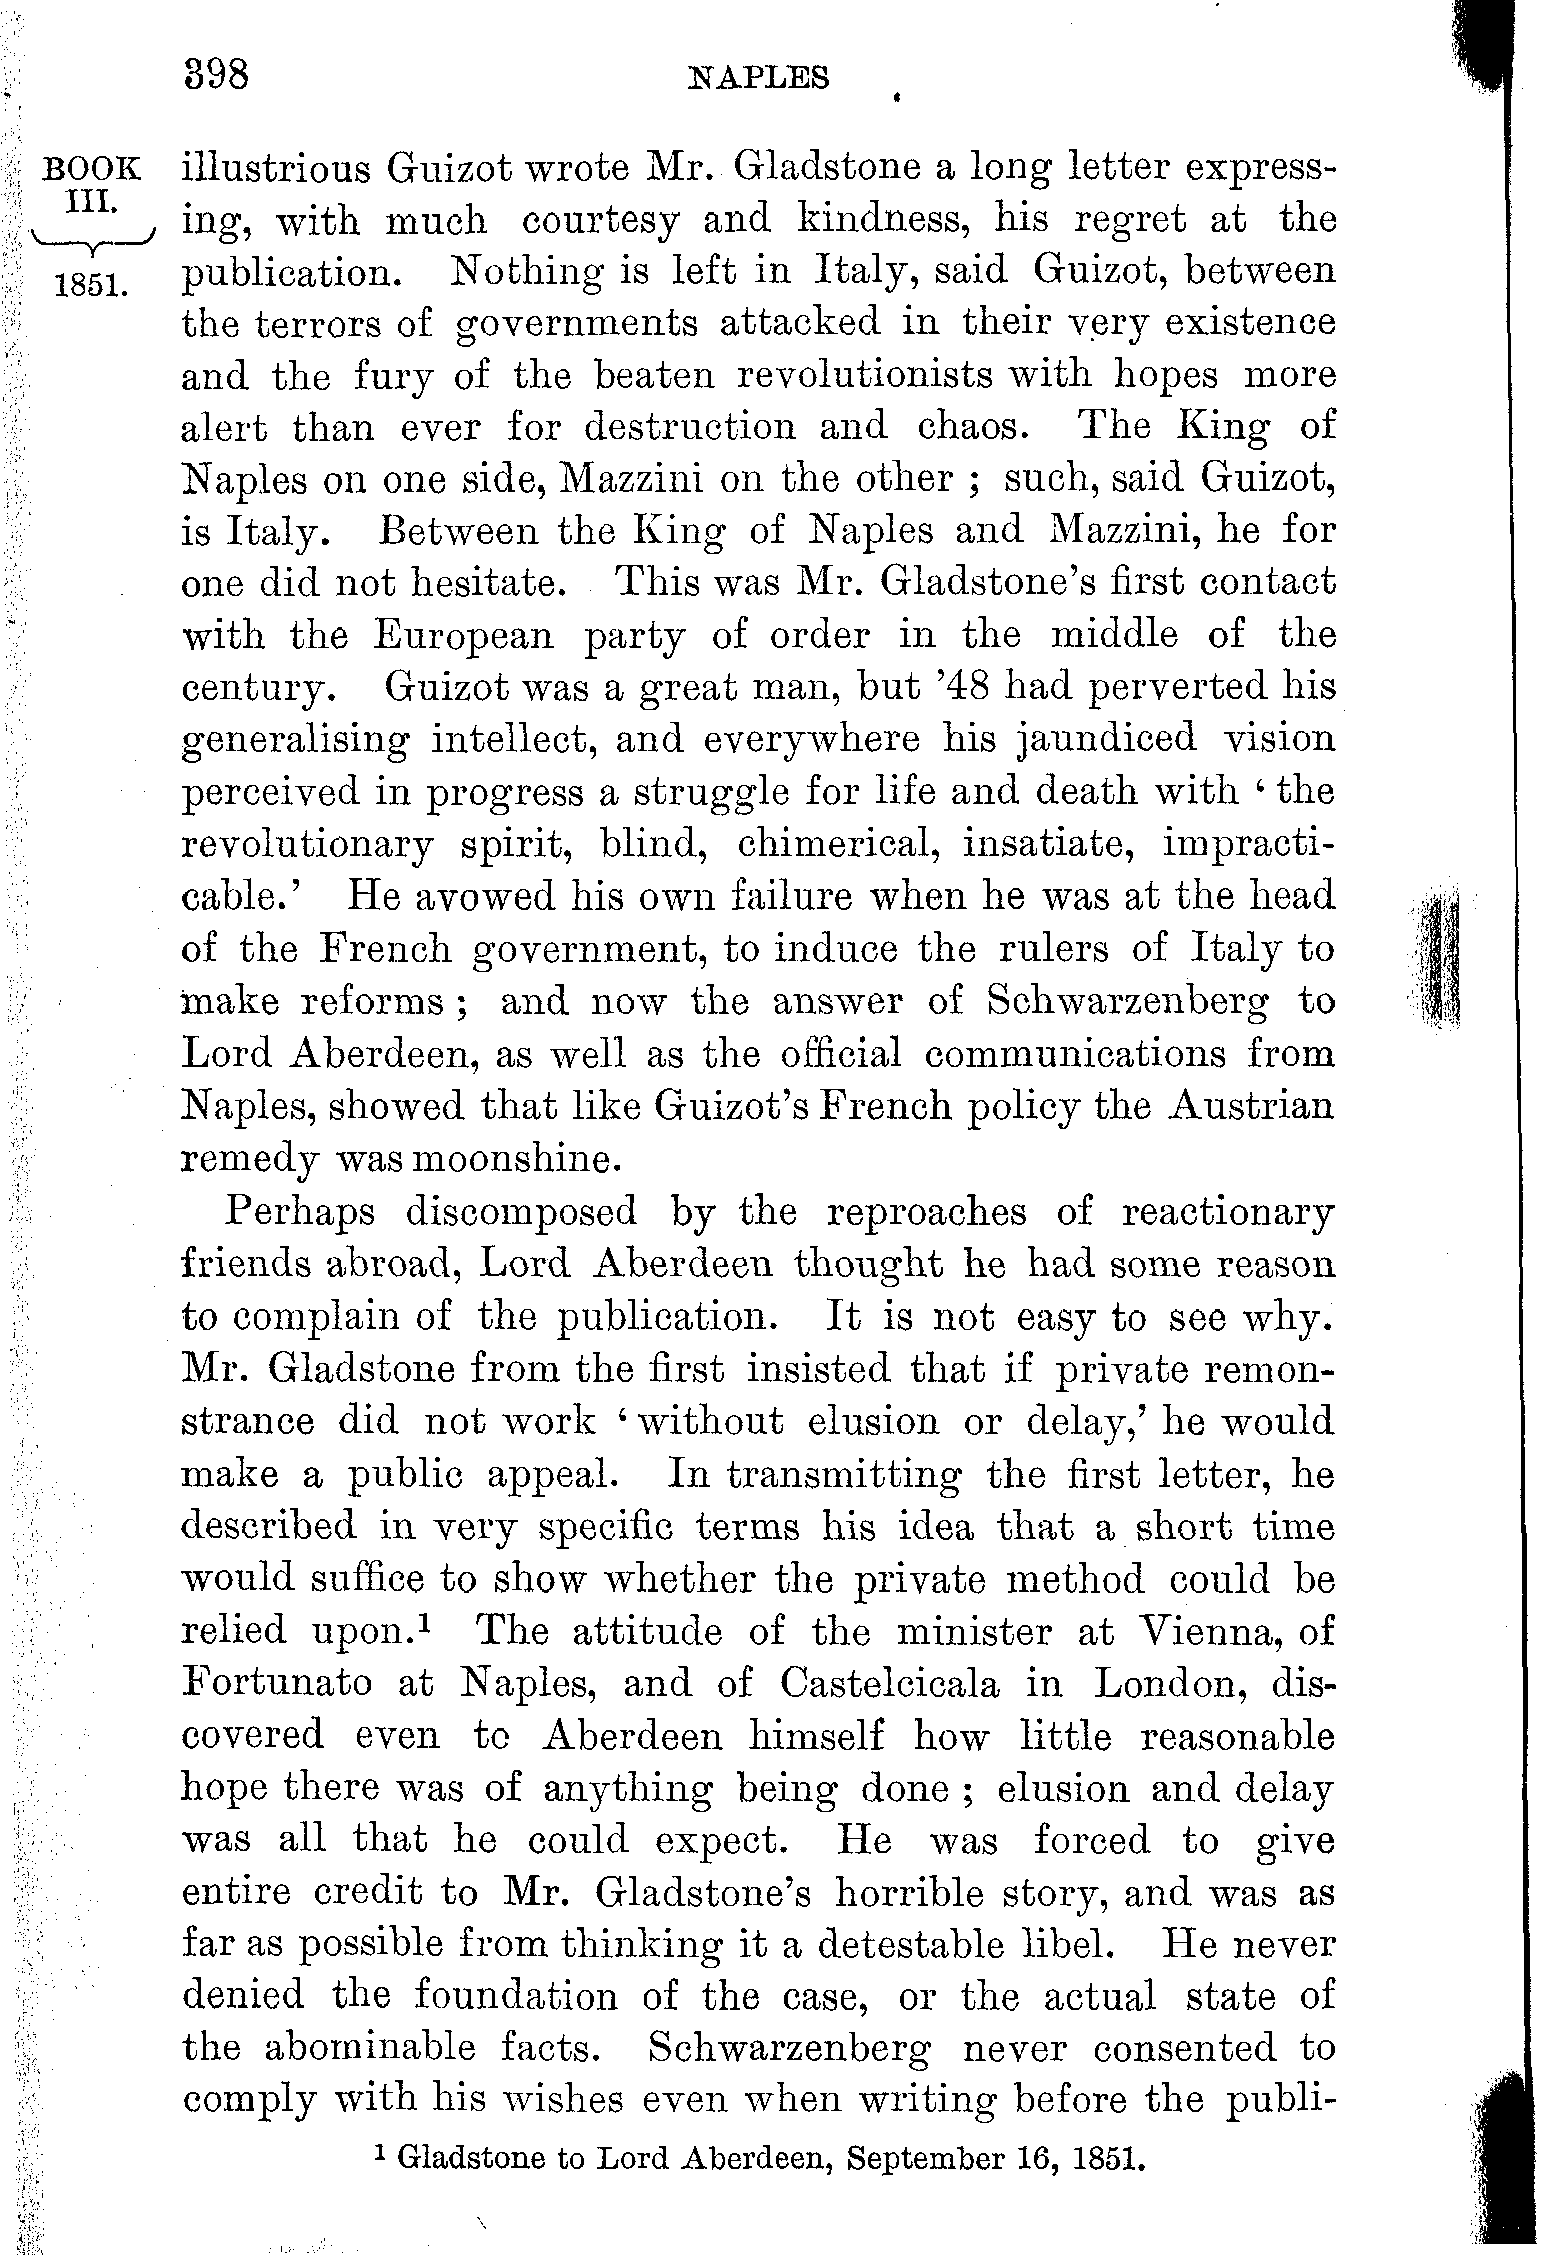 398 NAPLES
BOOK
III.
1851.
illustrious Guizot wrote Mr. Gladstone a long letter express-
ing, with much courtesy and kindness, his regret at the
publication. Nothing is left in Italy, said Guizot, between
the terrors of governments attacked in their very existence
and the fury of the beaten revolutionists with hopes more
alert than ever for destruction and chaos. The King of
Naples on one side, Mazzini on the other ; such, said Guizot,
is Italy. Between the King of Naples and Mazzini, he for
one did not hesitate. This was Mr. Gladstone's first contact
with the European party of order in the middle of the
century. Guizot was a great man, but '48 had perverted his
generalising intellect, and everywhere his jaundiced vision
perceived in progress a struggle for life and death with ‘ the
revolutionary spirit, blind, chimerical, insatiate, impracti-
cable.’ He avowed his own failure when he was at the head
of the French government, to induce the rulers of Italy to
make reforms ; and now the answer of Schwarzenberg to
Lord Aberdeen, as well as the official communications from
Naples, showed that like Guizot's French policy the Austrian
remedy was moonshine.
Perhaps discomposed by the reproaches of reactionary
friends abroad, Lord Aberdeen thought he had some reason
to complain of the publication. It is not easy to see why.
Mr. Gladstone from the first insisted that if private remon-
strance did not work ‘ without elusion or delay,’ he would
make a public appeal. In transmitting the first letter, he
described in very specific terms his idea that a short time
would suffice to show whether the private method could be
relied upon.¹ The attitude of the minister at Vienna, of
Fortunato at Naples, and of Castelcicala in London, dis-
covered even to Aberdeen himself how little reasonable
hope there was of anything being done ; elusion and delay
was all that he could expect. He was forced to give
entire credit to Mr. Gladstone's horrible story, and was as
far as possible from thinking it a detestable libel. He never
denied the foundation of the case, or the actual state of
the abominable facts. Schwarzenberg never consented to
comply with his wishes even when writing before the publi-
¹ Gladstone to Lord Aberdeen, September 16, 1851.